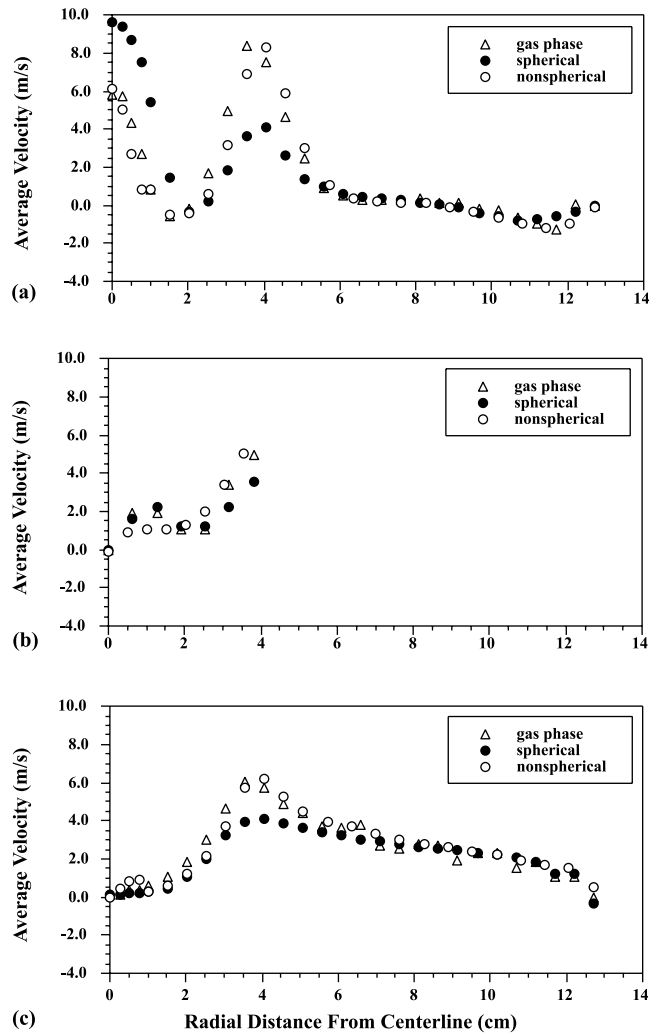 10.0
8.0
6.0
4.0
2.0
0.0
-2.0
-4.0
Average Velocity (m/s)
gas phase
spherical
nonspherical
0 2 4 6 8 10 12 14
(a)
10.0
8.0
6.0
4.0
2.0
0.0
-2.0
-4.0
Average Velocity (m/s)
gas phase
spherical
nonspherical
0 2 4 6 8 10 12 14
(b)
10.0
8.0
6.0
4.0
2.0
0.0
-2.0
-4.0
Average Velocity (m/s)
gas phase
spherical
nonspherical
0 2 4 6 8 10 12 14
(c)
Radial Distance From Centerline (cm)